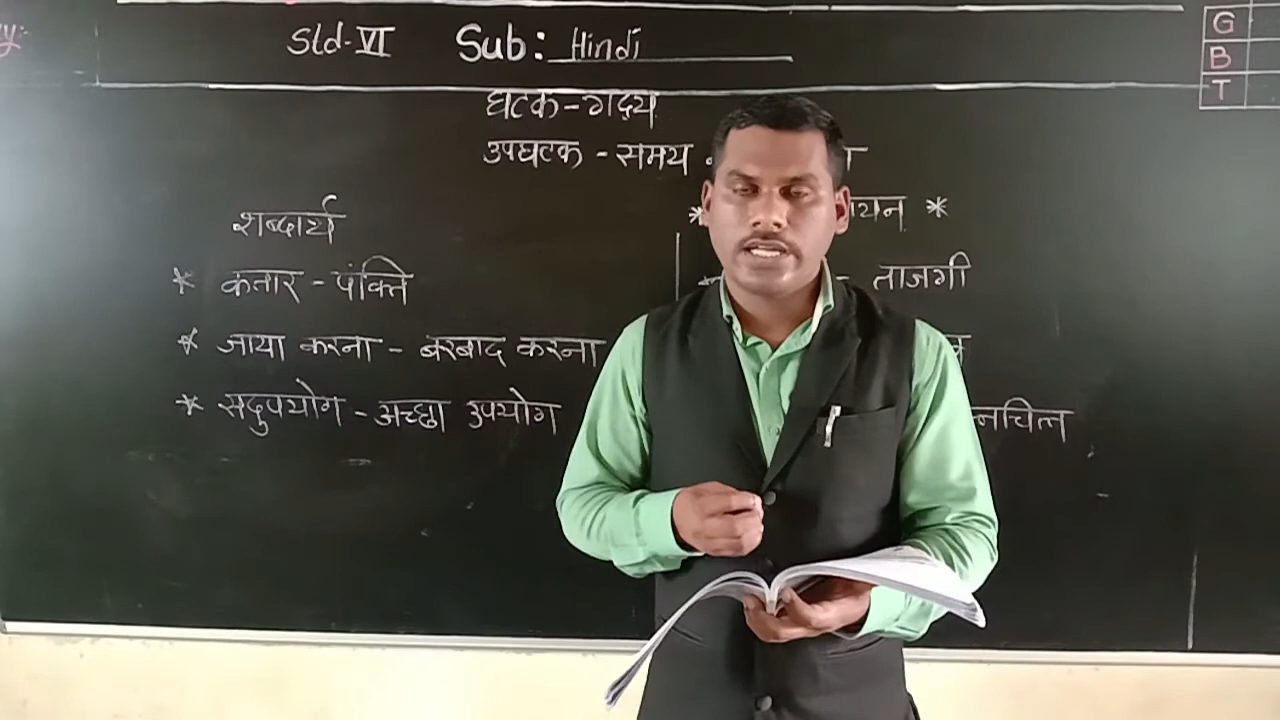 Std-VI Sub: Hindi
G
B
T
घटक-गद्य
उपघटक - समय
शब्दार्थ
* कतार - पंक्ति
* जाया करना - बरबाद करना
* सदुपयोग - अच्छा उपयोग
*
- ताजगी